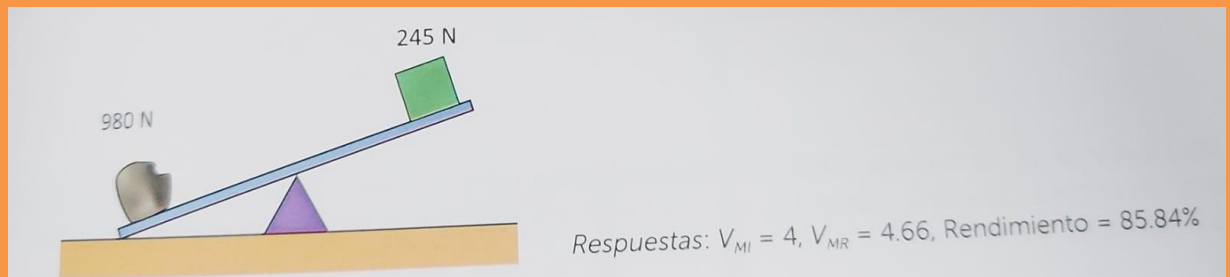 245 N
980 N
Respuestas: V_MI = 4, V_MR = 4.66, Rendimiento = 85.84%